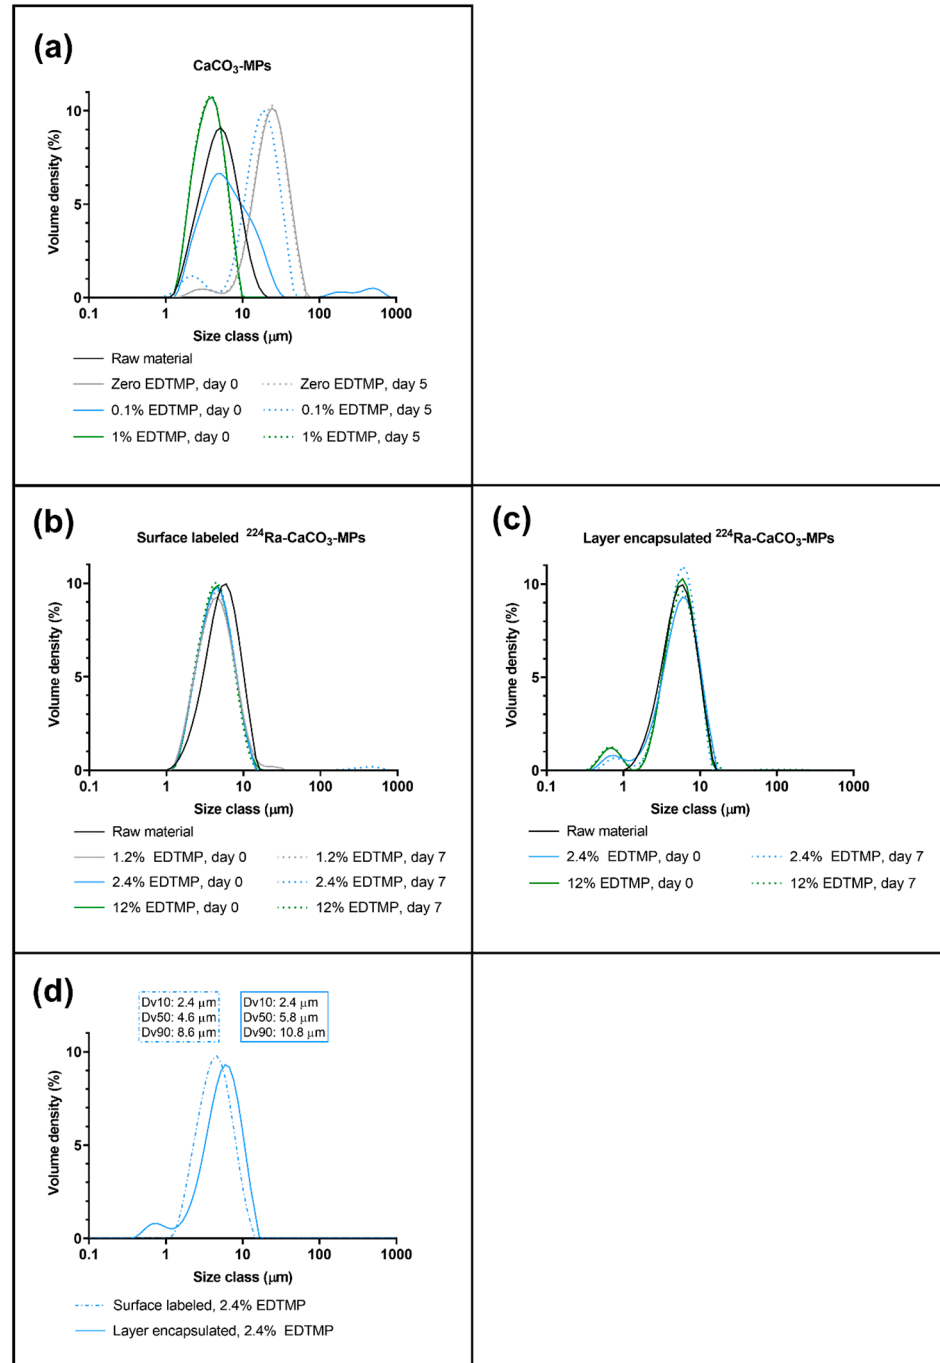 (a)
CaCO₃-MPs
Volume density (%)
10
5
0
0.1 1 10 100 1000
Size class (μm)
Raw material
Zero EDTMP, day 0 Zero EDTMP, day 5
0.1% EDTMP, day 0 0.1% EDTMP, day 5
1% EDTMP, day 0 1% EDTMP, day 5
(b)
Surface labeled ²²⁴Ra-CaCO₃-MPs
Volume density (%)
10
5
0
0.1 1 10 100 1000
Size class (μm)
Raw material
1.2% EDTMP, day 0 1.2% EDTMP, day 7
2.4% EDTMP, day 0 2.4% EDTMP, day 7
12% EDTMP, day 0 12% EDTMP, day 7
(c)
Layer encapsulated ²²⁴Ra-CaCO₃-MPs
Volume density (%)
10
5
0
0.1 1 10 100 1000
Size class (μm)
Raw material
2.4% EDTMP, day 0 2.4% EDTMP, day 7
12% EDTMP, day 0 12% EDTMP, day 7
(d)
Dv10: 2.4 μm
Dv50: 4.6 μm
Dv90: 8.6 μm
Dv10: 2.4 μm
Dv50: 5.8 μm
Dv90: 10.8 μm
Volume density (%)
10
5
0
0.1 1 10 100 1000
Size class (μm)
Surface labeled, 2.4% EDTMP
Layer encapsulated, 2.4% EDTMP